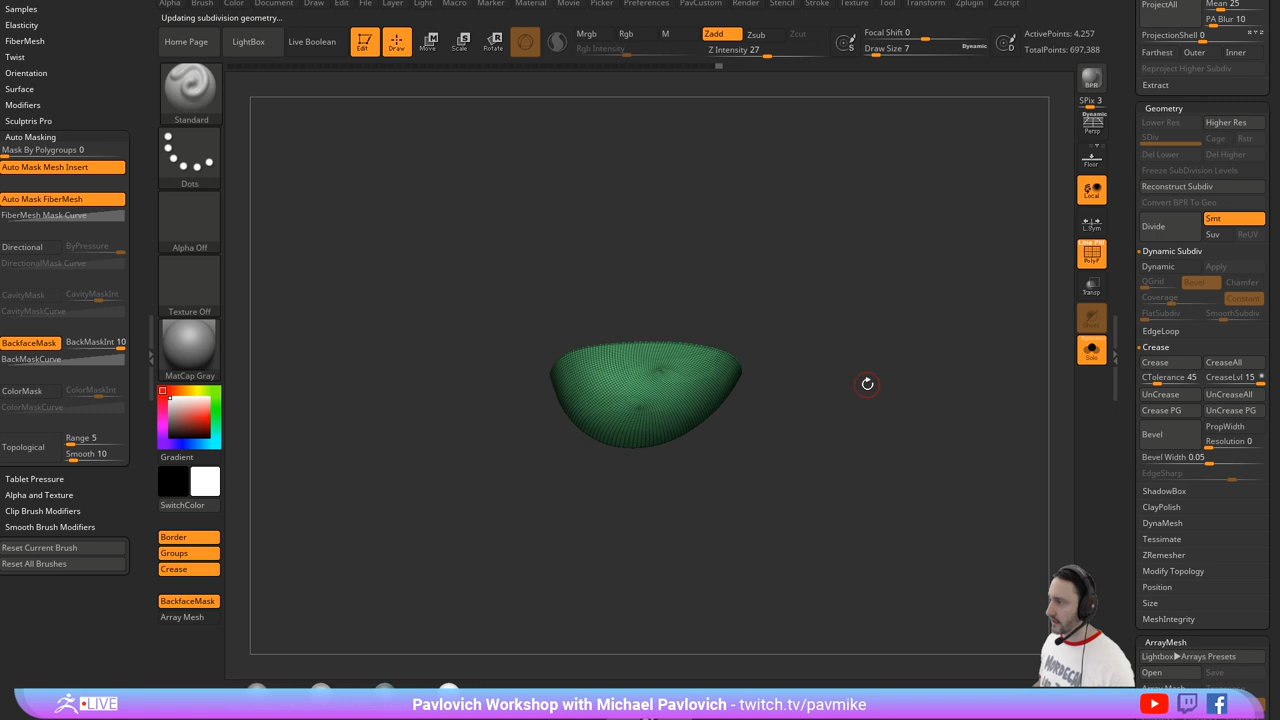 Alpha Brush Color Document Draw Edit File Layer Light Macro Marker Material Movie Picker Preferences PavCustom Render Stencil Stroke Texture Tool Transform Zplugin Zscript
Updating subdivision geometry...
Samples
Elasticity
FiberMesh
Twist
Orientation
Surface
Modifiers
Sculptris Pro
Auto Masking
Mask By Polygroups 0
Auto Mask Mesh Insert
Auto Mask FiberMesh
FiberMesh Mask Curve
Directional ByPressure
DirectionalMask Curve
CavityMask CavityMaskInt
CavityMaskCurve
BackfaceMask BackMaskInt 10
BackMaskCurve
ColorMask ColorMaskInt
ColorMaskCurve
Topological Range 5
Smooth 10
Tablet Pressure
Alpha and Texture
Clip Brush Modifiers
Smooth Brush Modifiers
Reset Current Brush
Reset All Brushes
Home Page LightBox Live Boolean
Edit Draw Move Scale Rotate
Mrgb Rgb M
Rgb Intensity
Zadd Zsub Zcut
Z Intensity 27
S
Focal Shift 0
Draw Size 7 Dynamic
D
ActivePoints: 4,257
TotalPoints: 697,388
Standard
Dots
Alpha Off
Texture Off
MatCap Gray
Gradient
SwitchColor
Border
Groups
Crease
BackfaceMask
Array Mesh
BPR
SPix 3
Dynamic
Persp
Floor
Local
L.Sym
Line Fill
PolyF
Transp
Ghost
Dynamic
Solo
ProjectAll Mean 25
PA Blur 10
ProjectionShell 0
Farthest Outer Inner
Reproject Higher Subdiv
Extract
Geometry
Lower Res Higher Res
SDiv Cage Rstr
Del Lower Del Higher
Freeze SubDivision Levels
Reconstruct Subdiv
Convert BPR To Geo
Divide Smt
Suv ReUV
Dynamic Subdiv
Dynamic Apply
QGrid Bevel Chamfer
Coverage Constant
FlatSubdiv SmoothSubdiv
EdgeLoop
Crease
Crease CreaseAll
CTolerance 45 CreaseLvl 15
UnCrease UnCreaseAll
Crease PG UnCrease PG
Bevel PropWidth
Resolution 0
Bevel Width 0.05
EdgeSharp
ShadowBox
ClayPolish
DynaMesh
Tessimate
ZRemesher
Modify Topology
Position
Size
MeshIntegrity
ArrayMesh
Lightbox▶Arrays Presets
Open Save
MORDECAI
LIVE
Pavlovich Workshop with Michael Pavlovich - twitch.tv/pavmike